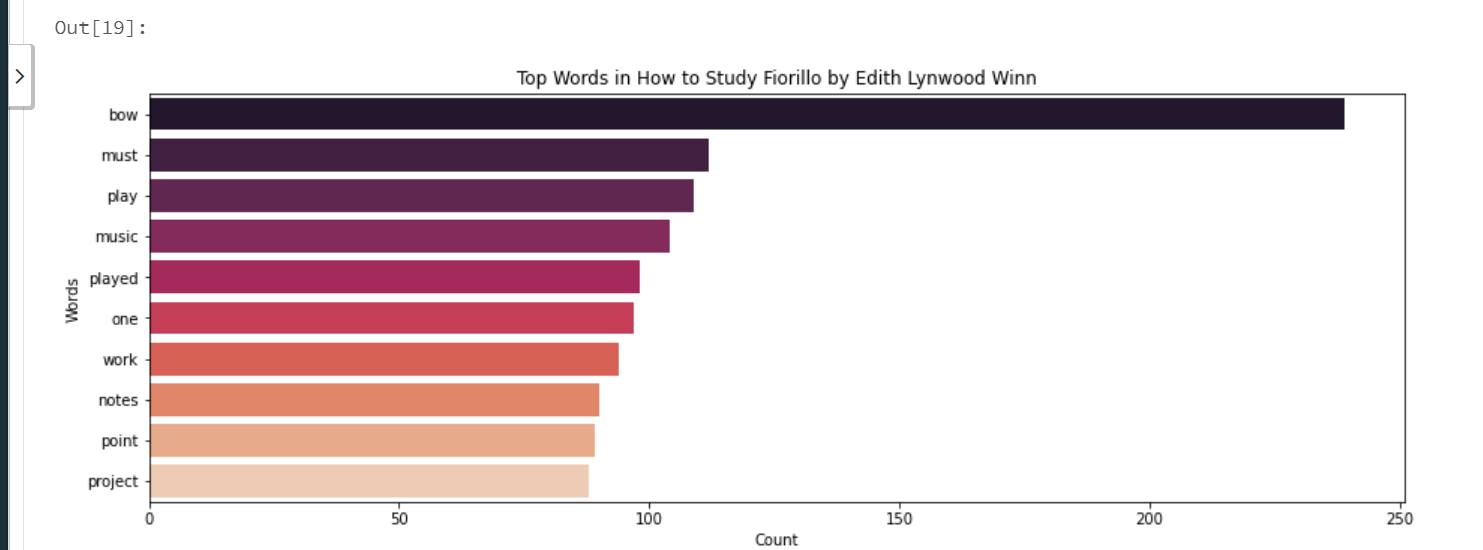 Out[19]:
Top Words in How to Study Fiorillo by Edith Lynwood Winn
bow
must
play
music
played
one
work
notes
point
project
Words
0 50 100 150 200 250
Count